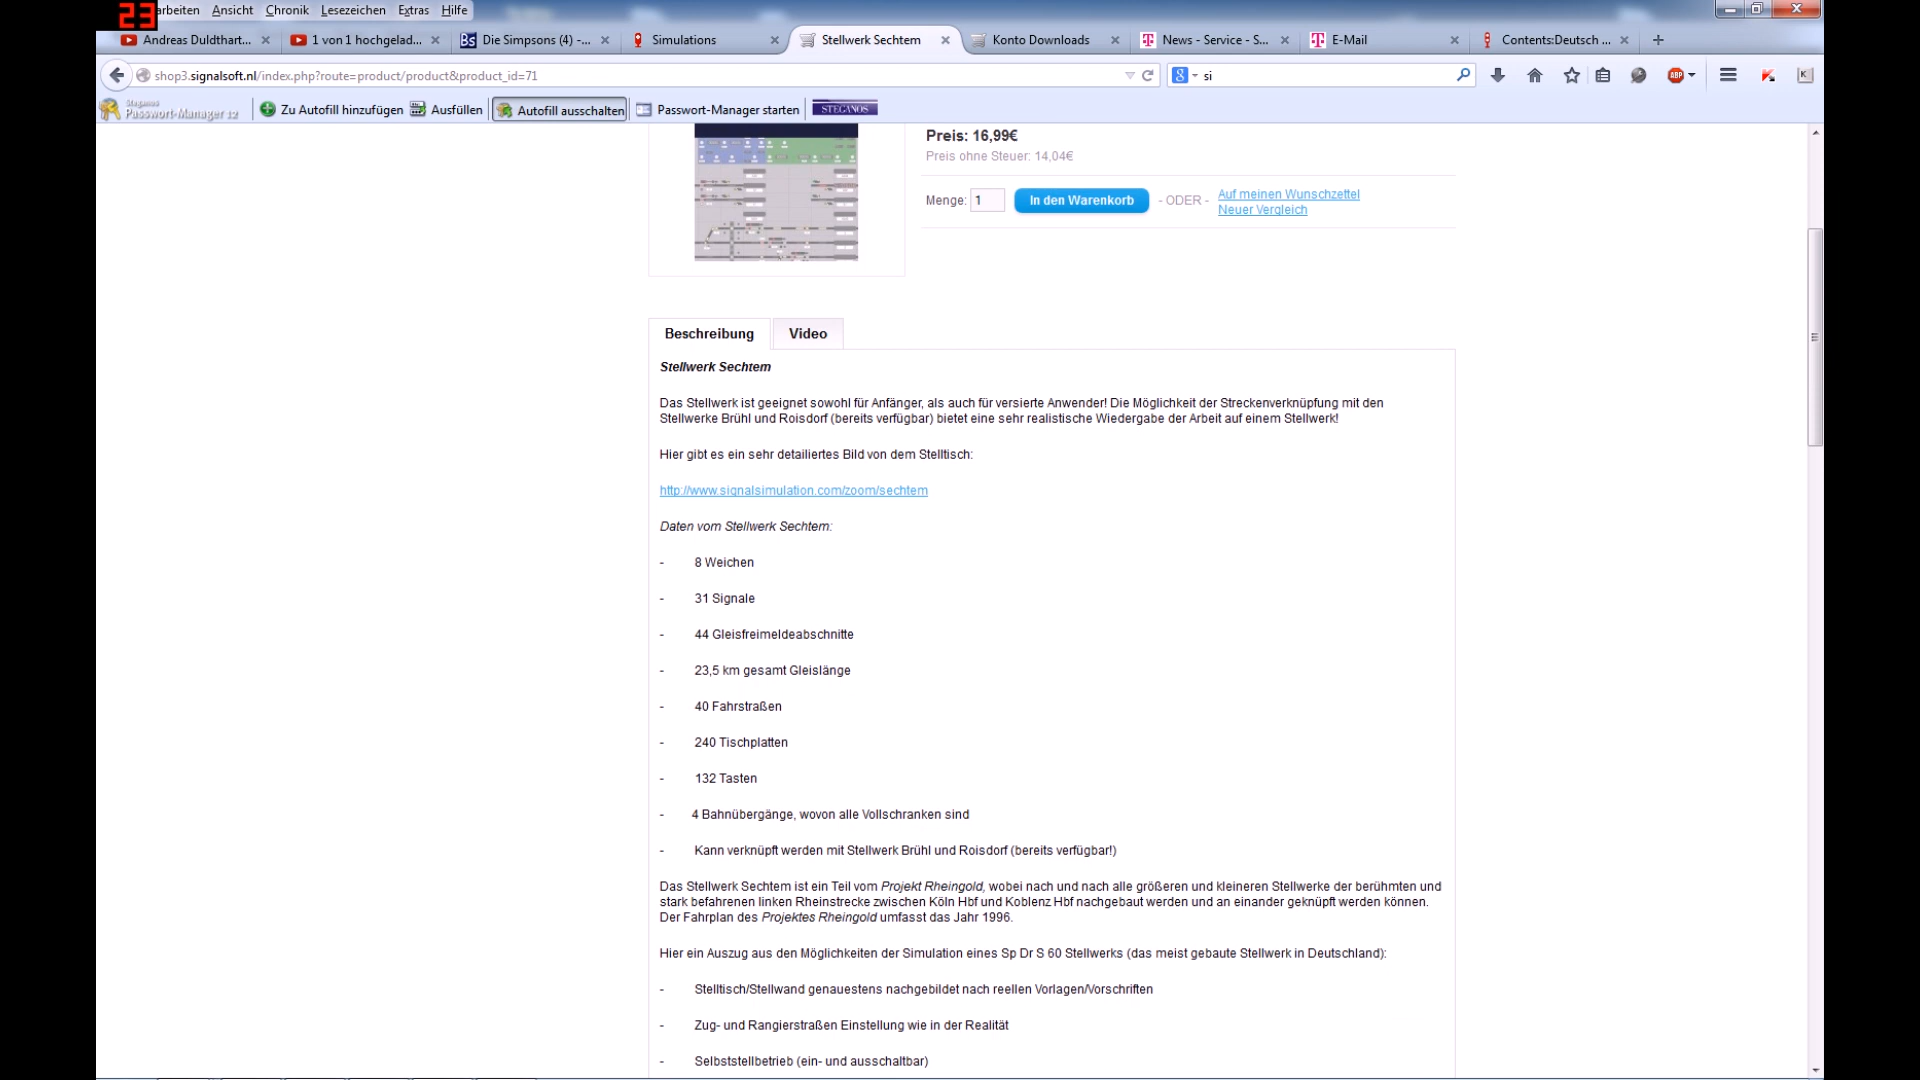 23
arbeiten Ansicht Chronik Lesezeichen Extras Hilfe
Andreas Duldthart... 1 von 1 hochgelad... Bs Die Simpsons (4) -... Simulations Stellwerk Sechtem Konto Downloads News - Service - S... E-Mail Contents:Deutsch ...
shop3.signalsoft.nl/index.php?route=product/product&product_id=71 si ABP
Steganos
Passwort-Manager 12 Zu Autofill hinzufügen Ausfüllen Autofill ausschalten Passwort-Manager starten STEGANOS
Preis: 16,99€
Preis ohne Steuer: 14,04€
Menge: 1 In den Warenkorb - ODER - Auf meinen Wunschzettel
Neuer Vergleich
Beschreibung Video
Stellwerk Sechtem
Das Stellwerk ist geeignet sowohl für Anfänger, als auch für versierte Anwender! Die Möglichkeit der Streckenverknüpfung mit den
Stellwerke Brühl und Roisdorf (bereits verfügbar) bietet eine sehr realistische Wiedergabe der Arbeit auf einem Stellwerk!
Hier gibt es ein sehr detailiertes Bild von dem Stelltisch:
http://www.signalsimulation.com/zoom/sechtem
Daten vom Stellwerk Sechtem:
- 8 Weichen
- 31 Signale
- 44 Gleisfreimeldeabschnitte
- 23,5 km gesamt Gleislänge
- 40 Fahrstraßen
- 240 Tischplatten
- 132 Tasten
- 4 Bahnübergänge, wovon alle Vollschranken sind
- Kann verknüpft werden mit Stellwerk Brühl und Roisdorf (bereits verfügbar!)
Das Stellwerk Sechtem ist ein Teil vom Projekt Rheingold, wobei nach und nach alle größeren und kleineren Stellwerke der berühmten und
stark befahrenen linken Rheinstrecke zwischen Köln Hbf und Koblenz Hbf nachgebaut werden und an einander geknüpft werden können.
Der Fahrplan des Projektes Rheingold umfasst das Jahr 1996.
Hier ein Auszug aus den Möglichkeiten der Simulation eines Sp Dr S 60 Stellwerks (das meist gebaute Stellwerk in Deutschland):
- Stelltisch/Stellwand genauestens nachgebildet nach reellen Vorlagen/Vorschriften
- Zug- und Rangierstraßen Einstellung wie in der Realität
- Selbststellbetrieb (ein- und ausschaltbar)